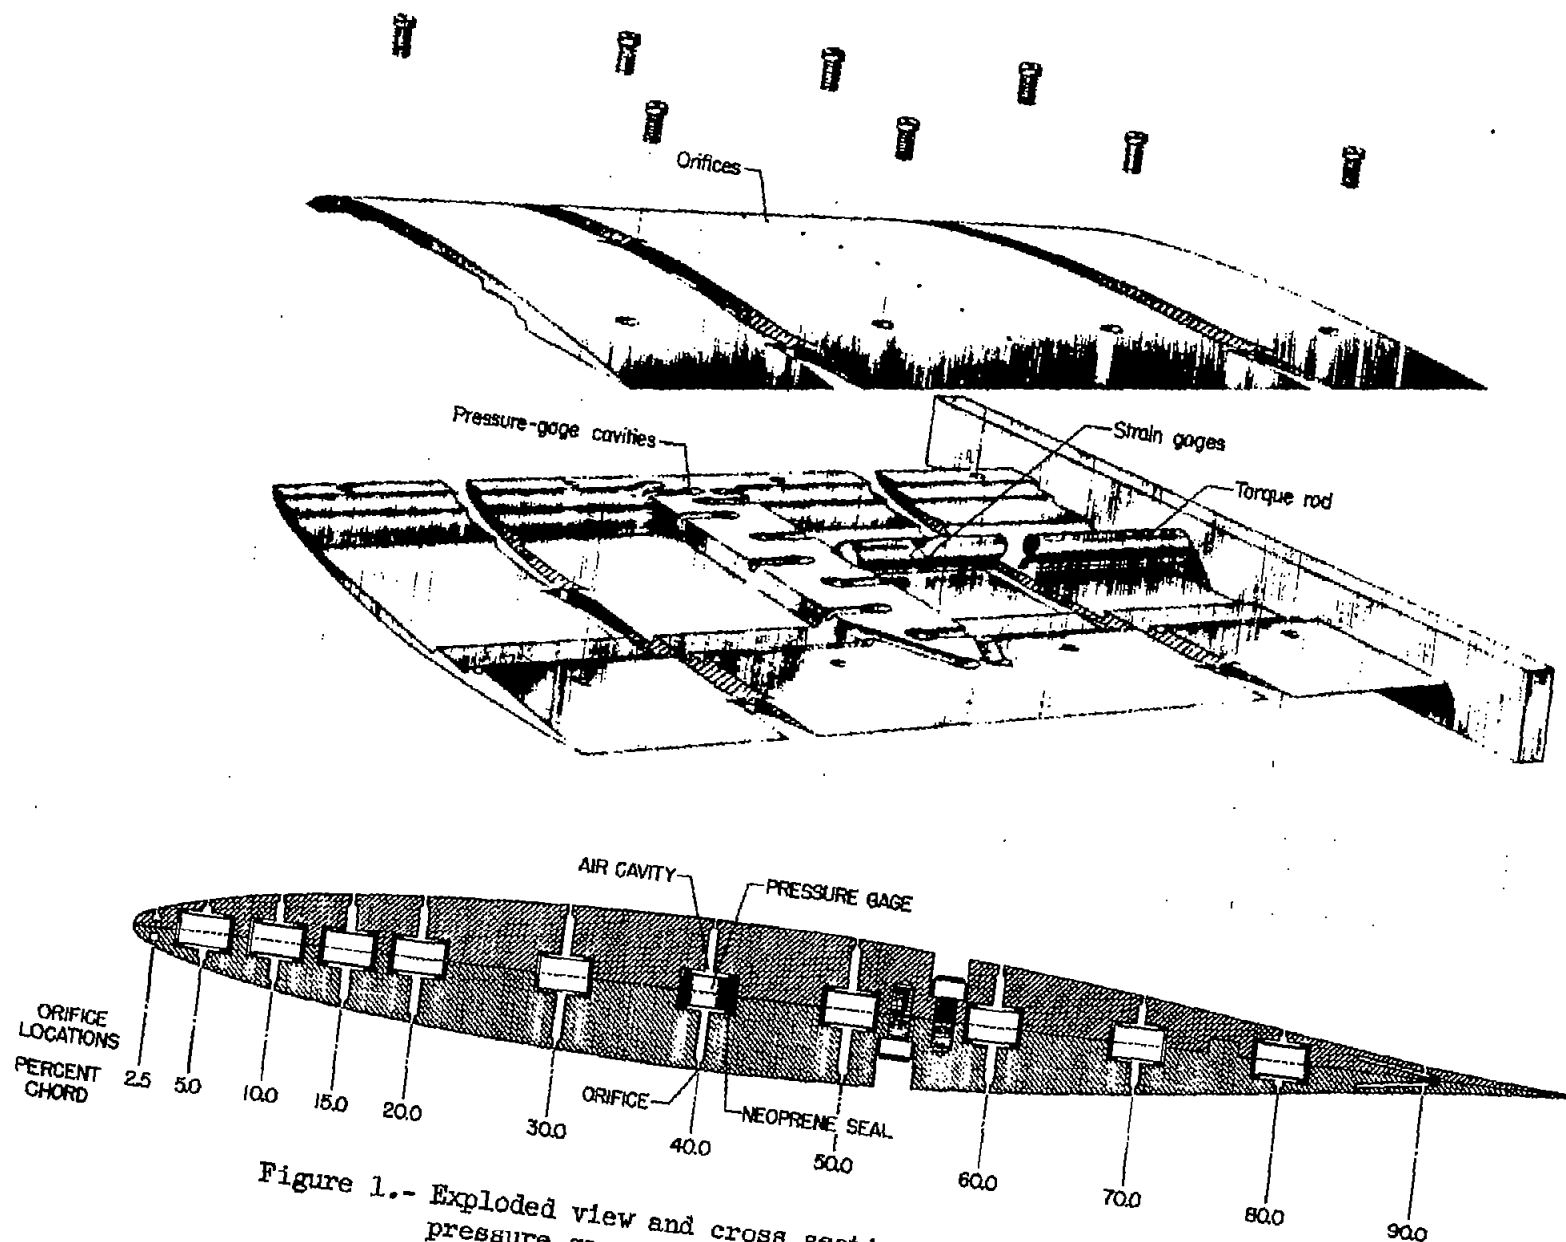 Orifices
Pressure-gage cavities
Strain gages
Torque rod
AIR CAVITY
PRESSURE GAGE
ORIFICE
LOCATIONS
PERCENT
CHORD
2.5 5.0 10.0 15.0 20.0 30.0 40.0 50.0 60.0 70.0 80.0 90.0
ORIFICE
NEOPRENE SEAL
Figure 1.- Exploded view and cross
pressure